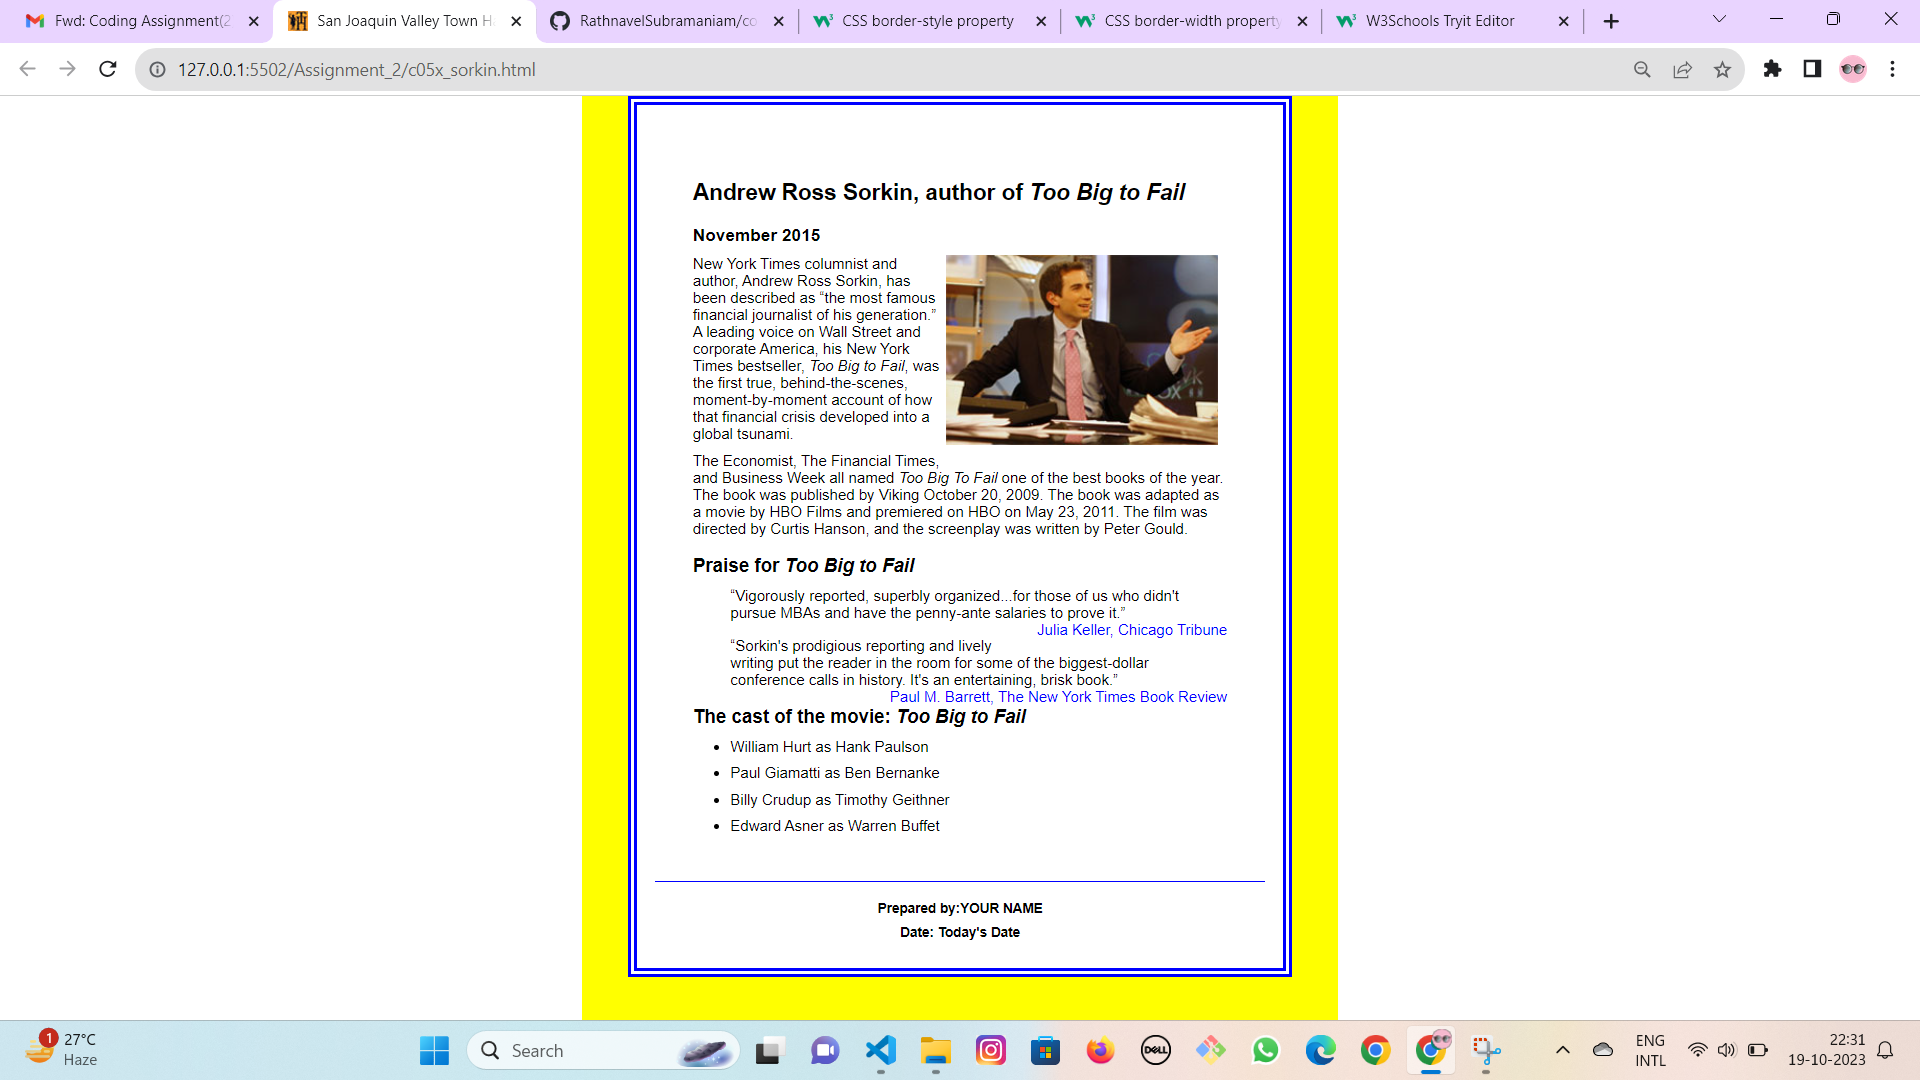 Fwd: Coding Assignment(2
San Joaquin Valley Town H
RathnavelSubramaniam/co
CSS border-style property
CSS border-width property
W3Schools Tryit Editor
127.0.0.1:5502/Assignment_2/c05x_sorkin.html
Andrew Ross Sorkin, author of Too Big to Fail
November 2015
New York Times columnist and
author, Andrew Ross Sorkin, has
been described as “the most famous
financial journalist of his generation.”
A leading voice on Wall Street and
corporate America, his New York
Times bestseller, Too Big to Fail, was
the first true, behind-the-scenes,
moment-by-moment account of how
that financial crisis developed into a
global tsunami.
The Economist, The Financial Times,
and Business Week all named Too Big To Fail one of the best books of the year.
The book was published by Viking October 20, 2009. The book was adapted as
a movie by HBO Films and premiered on HBO on May 23, 2011. The film was
directed by Curtis Hanson, and the screenplay was written by Peter Gould.
Praise for Too Big to Fail
“Vigorously reported, superbly organized...for those of us who didn't
pursue MBAs and have the penny-ante salaries to prove it.”
Julia Keller, Chicago Tribune
“Sorkin's prodigious reporting and lively
writing put the reader in the room for some of the biggest-dollar
conference calls in history. It's an entertaining, brisk book.”
Paul M. Barrett, The New York Times Book Review
The cast of the movie: Too Big to Fail
• William Hurt as Hank Paulson
• Paul Giamatti as Ben Bernanke
• Billy Crudup as Timothy Geithner
• Edward Asner as Warren Buffet
Prepared by:YOUR NAME
Date: Today's Date
1
27°C
Haze
Search
DELL
ENG
INTL
22:31
19-10-2023